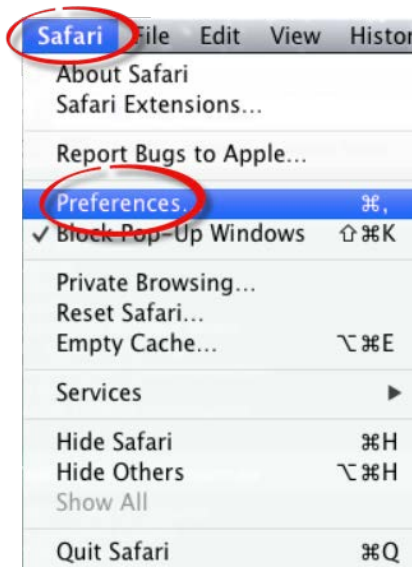 Safari File Edit View Histor
About Safari
Safari Extensions...
Report Bugs to Apple...
Preferences. ⌘,
✓ Block Pop-Up Windows ⇧⌘K
Private Browsing...
Reset Safari...
Empty Cache... ⌥⌘E
Services ▶
Hide Safari ⌘H
Hide Others ⌥⌘H
Show All
Quit Safari ⌘Q